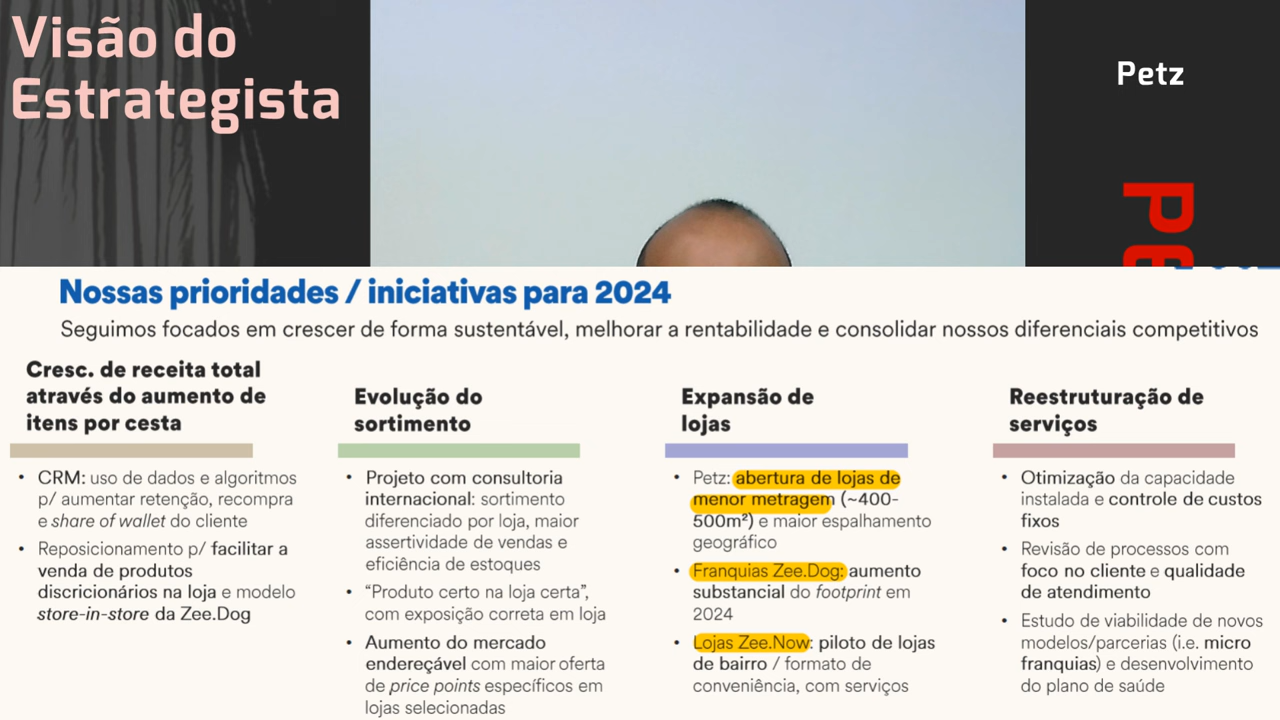 Visão do
Estrategista
Petz
PE
Nossas prioridades / iniciativas para 2024
Seguimos focados em crescer de forma sustentável, melhorar a rentabilidade e consolidar nossos diferenciais competitivos
Cresc. de receita total
através do aumento de
itens por cesta
• CRM: uso de dados e algoritmos
p/ aumentar retenção, recompra
e share of wallet do cliente
• Reposicionamento p/ facilitar a
venda de produtos
discricionários na loja e modelo
store-in-store da Zee.Dog
Evolução do
sortimento
• Projeto com consultoria
internacional: sortimento
diferenciado por loja, maior
assertividade de vendas e
eficiência de estoques
• “Produto certo na loja certa”,
com exposição correta em loja
• Aumento do mercado
endereçável com maior oferta
de price points específicos em
lojas selecionadas
Expansão de
lojas
• Petz: abertura de lojas de
menor metragem (~400-
500m²) e maior espalhamento
geográfico
• Franquias Zee.Dog: aumento
substancial do footprint em
2024
• Lojas Zee.Now: piloto de lojas
de bairro / formato de
conveniência, com serviços
Reestruturação de
serviços
• Otimização da capacidade
instalada e controle de custos
fixos
• Revisão de processos com
foco no cliente e qualidade
de atendimento
• Estudo de viabilidade de novos
modelos/parcerias (i.e. micro
franquias) e desenvolvimento
do plano de saúde